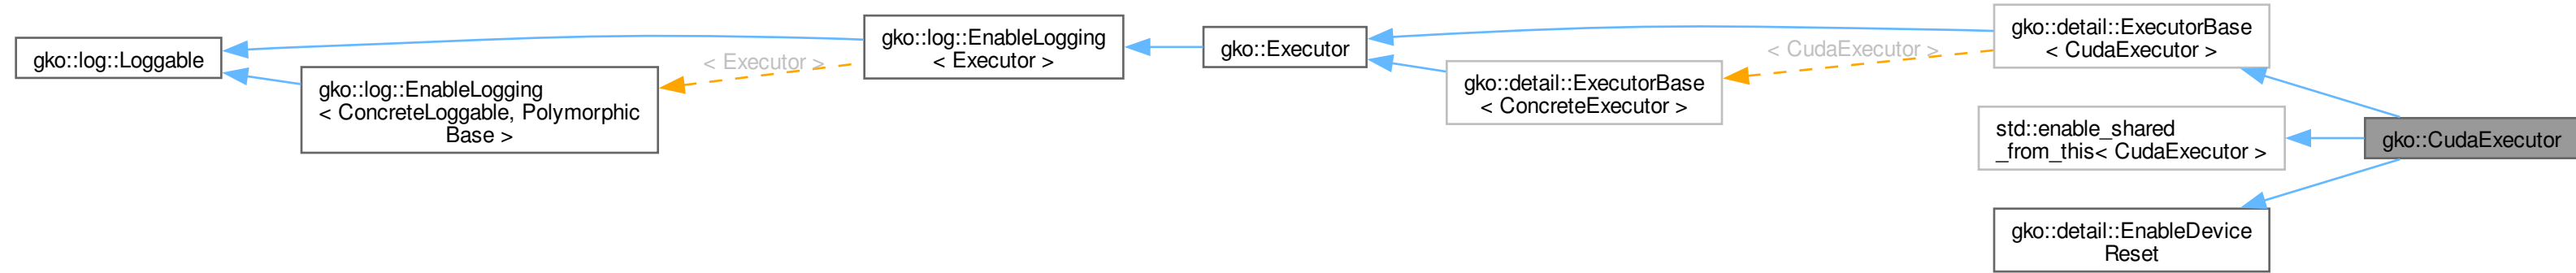 gko::log::Loggable
gko::log::EnableLogging
< ConcreteLoggable, Polymorphic
Base >
< Executor >
gko::log::EnableLogging
< Executor >
gko::Executor
gko::detail::ExecutorBase
< ConcreteExecutor >
< CudaExecutor >
gko::detail::ExecutorBase
< CudaExecutor >
std::enable_shared
_from_this< CudaExecutor >
gko::detail::EnableDevice
Reset
gko::CudaExecutor